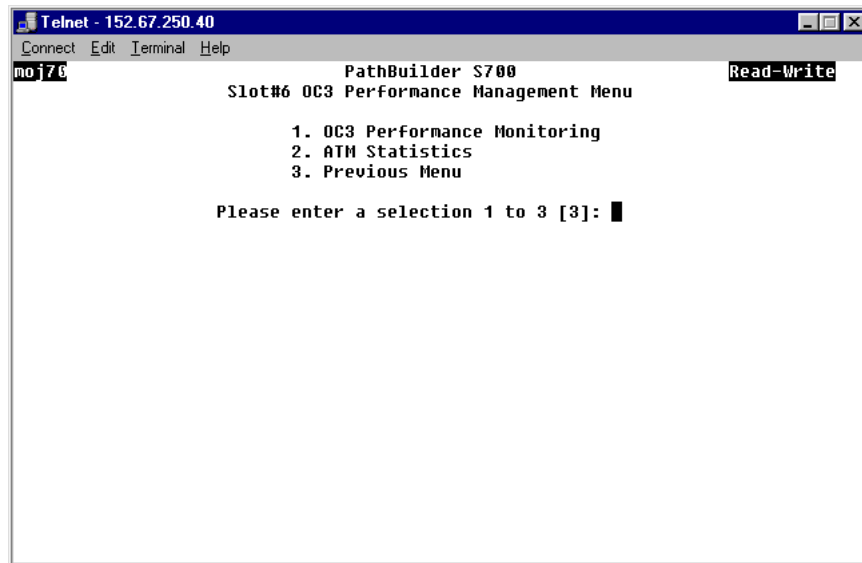 Telnet - 152.67.250.40
Connect Edit Terminal Help
moj70 PathBuilder S700 Read-Write
Slot#6 OC3 Performance Management Menu
1. OC3 Performance Monitoring
2. ATM Statistics
3. Previous Menu
Please enter a selection 1 to 3 [3]: